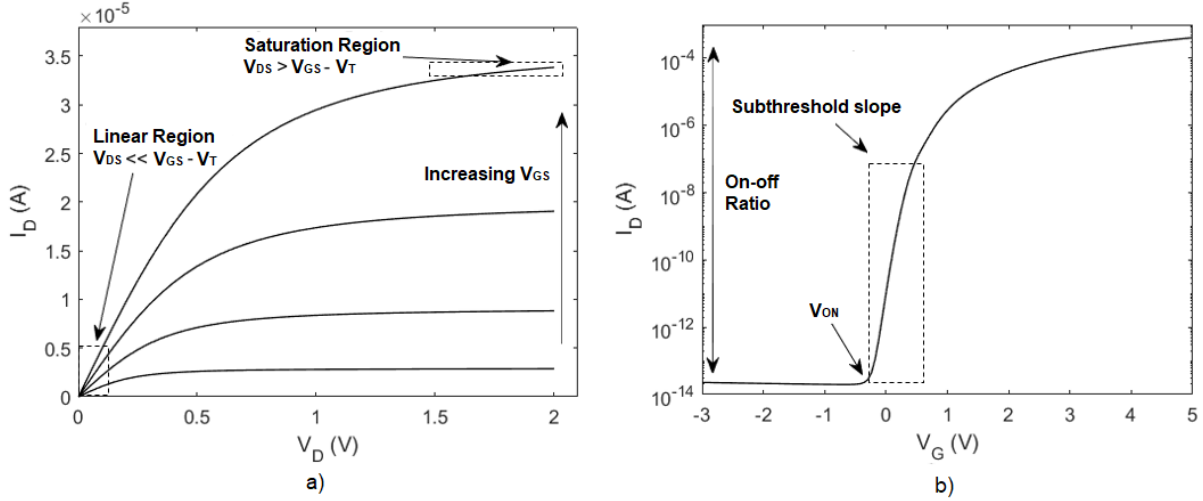 ×10⁻⁵
3.5
3
2.5
2
1.5
1
0.5
0
I_D (A)
Saturation Region
V_DS > V_GS - V_T
Linear Region
V_DS << V_GS - V_T
Increasing V_GS
0
0.5
1
1.5
2
V_D (V)
a)
10⁻⁴
10⁻⁶
10⁻⁸
10⁻¹⁰
10⁻¹²
10⁻¹⁴
I_D (A)
Subthreshold slope
On-off
Ratio
V_ON
-3
-2
-1
0
1
2
3
4
5
V_G (V)
b)